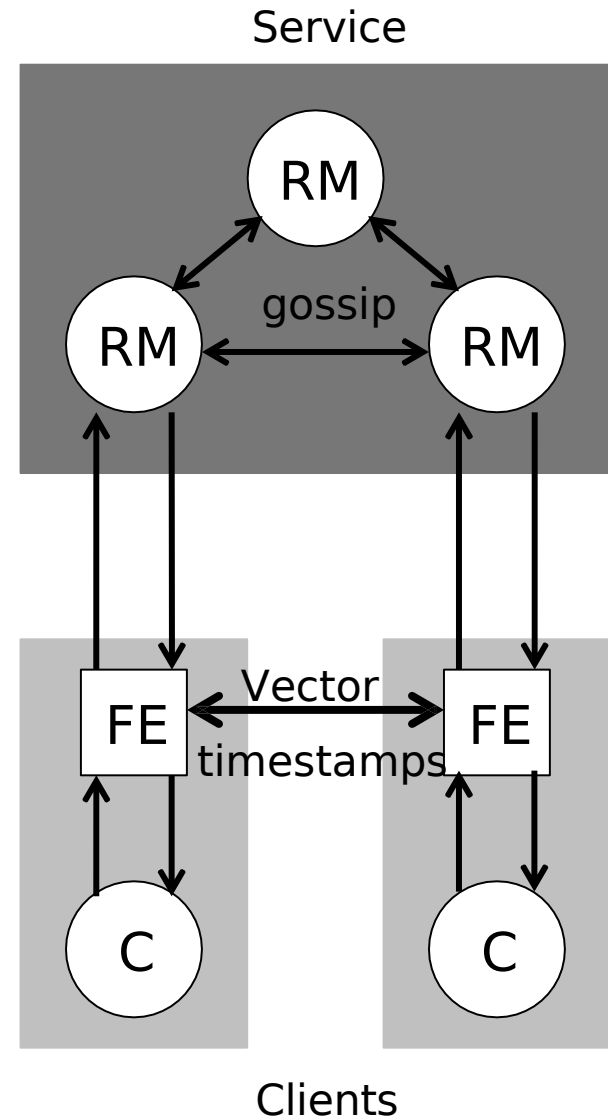 Service
RM
gossip
RM
RM
Vector
FE
FE
timestamps
C
C
Clients